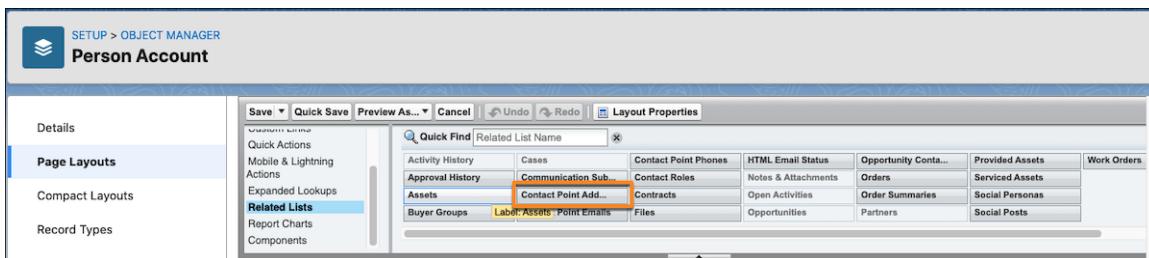 SETUP > OBJECT MANAGER
Person Account
Details
Page Layouts
Compact Layouts
Record Types
Save Quick Save Preview As... Cancel Undo Redo Layout Properties
Custom Links
Quick Actions
Mobile & Lightning
Actions
Expanded Lookups
Related Lists
Report Charts
Components
Quick Find Related List Name
Activity History Cases Contact Point Phones HTML Email Status Opportunity Conta... Provided Assets Work Orders
Approval History Communication Sub... Contact Roles Notes & Attachments Orders Serviced Assets
Assets Contact Point Add... Contracts Open Activities Order Summaries Social Personas
Buyer Groups Label: Assets Point Emails Files Opportunities Partners Social Posts